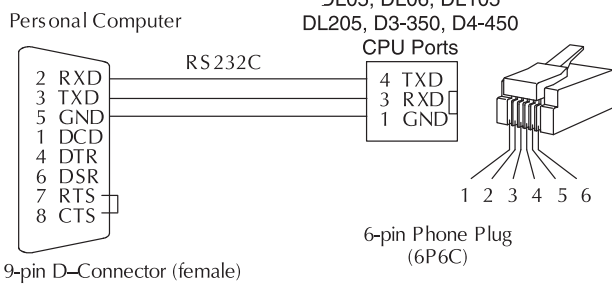 DL05, DL06, DL105
DL205, D3-350, D4-450
CPU Ports
Personal Computer
RS232C
2 RXD
3 TXD
5 GND
1 DCD
4 DTR
6 DSR
7 RTS
8 CTS
4 TXD
3 RXD
1 GND
1 2 3 4 5 6
6-pin Phone Plug
(6P6C)
9-pin D–Connector (female)